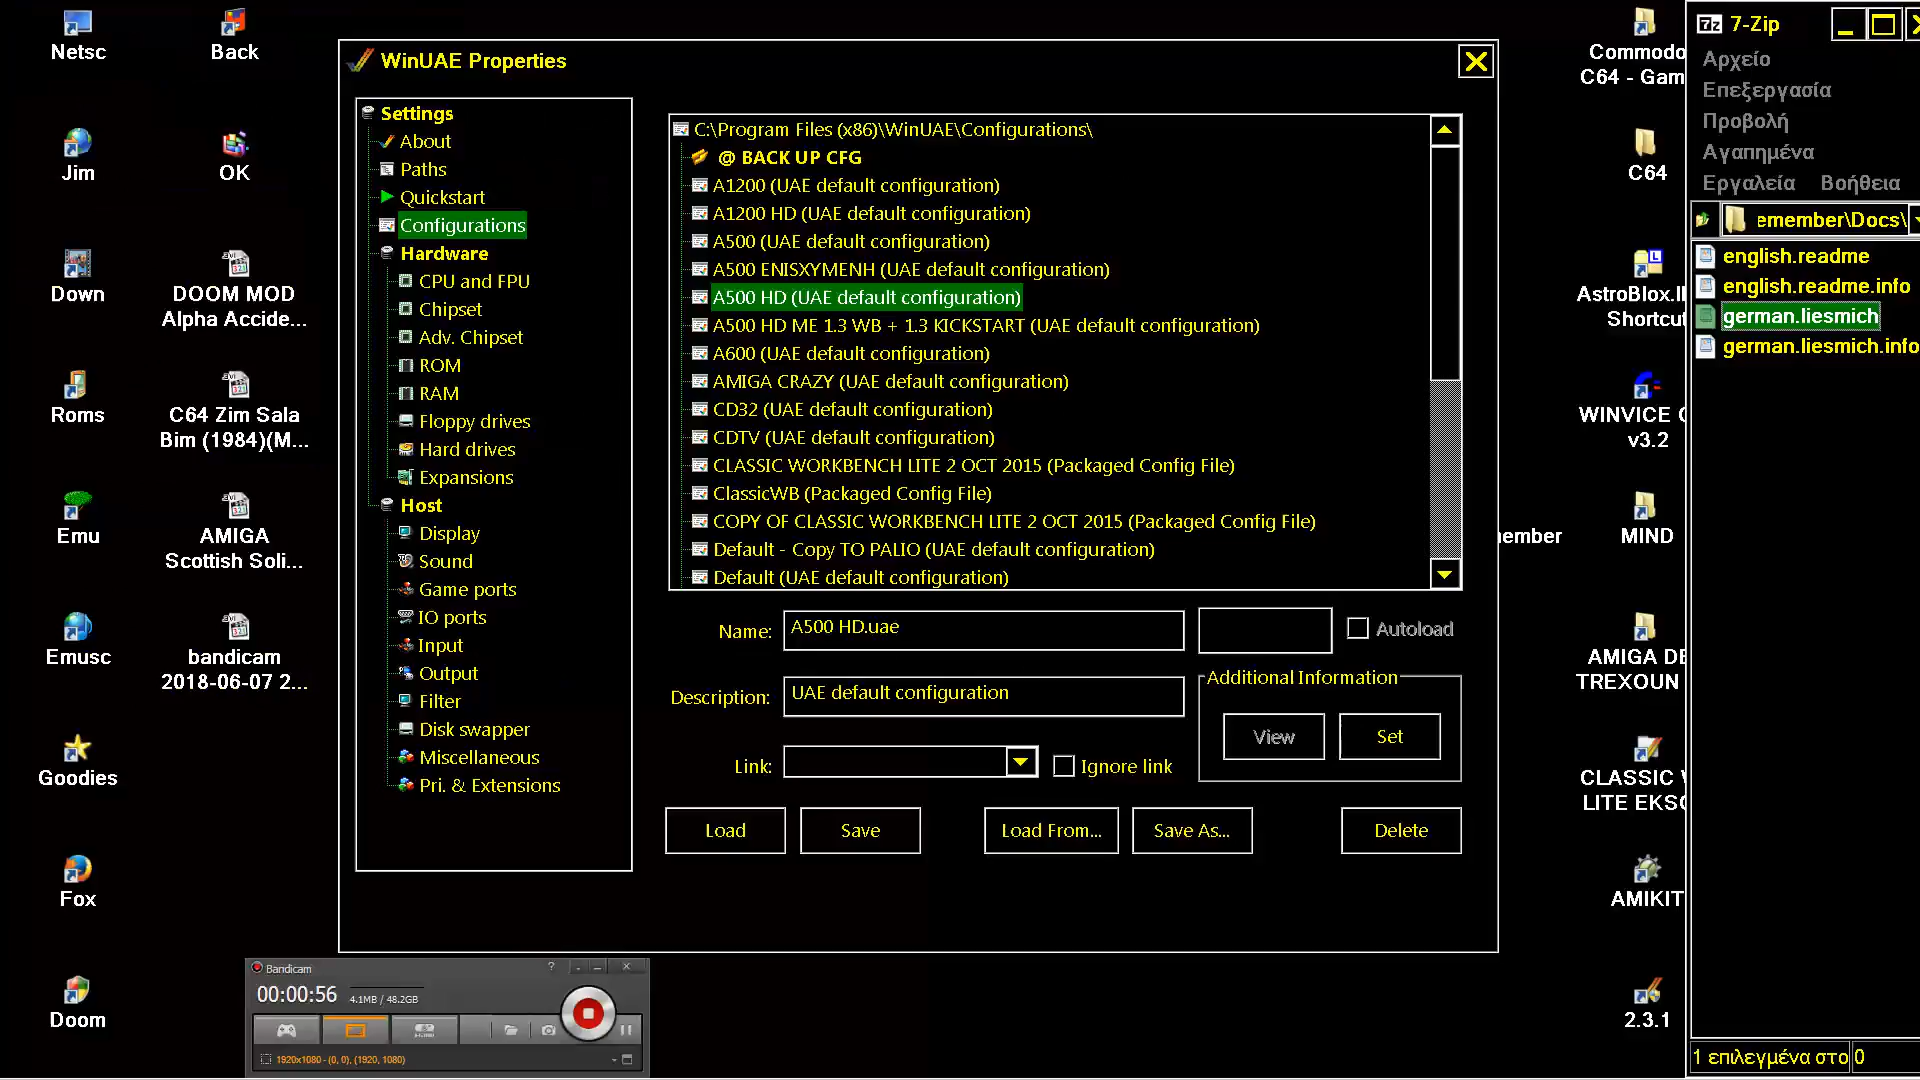 Netsc
Back
Jim
OK
Down
DOOM MOD
Alpha Accide...
Roms
C64 Zim Sala
Bim (1984)(M...
Emu
AMIGA
Scottish Soli...
Emusc
bandicam
2018-06-07 2...
Goodies
Fox
Doom
WinUAE Properties
Settings
About
Paths
Quickstart
Configurations
Hardware
CPU and FPU
Chipset
Adv. Chipset
ROM
RAM
Floppy drives
Hard drives
Expansions
Host
Display
Sound
Game ports
IO ports
Input
Output
Filter
Disk swapper
Miscellaneous
Pri. & Extensions
C:\Program Files (x86)\WinUAE\Configurations\
@ BACK UP CFG
A1200 (UAE default configuration)
A1200 HD (UAE default configuration)
A500 (UAE default configuration)
A500 ENISXYMENH (UAE default configuration)
A500 HD (UAE default configuration)
A500 HD ME 1.3 WB + 1.3 KICKSTART (UAE default configuration)
A600 (UAE default configuration)
AMIGA CRAZY (UAE default configuration)
CD32 (UAE default configuration)
CDTV (UAE default configuration)
CLASSIC WORKBENCH LITE 2 OCT 2015 (Packaged Config File)
ClassicWB (Packaged Config File)
COPY OF CLASSIC WORKBENCH LITE 2 OCT 2015 (Packaged Config File)
Default - Copy TO PALIO (UAE default configuration)
Default (UAE default configuration)
Name: A500 HD.uae
Autoload
Description: UAE default configuration
Additional Information
View Set
Link:
Ignore link
Load Save Load From... Save As... Delete
Bandicam
00:00:56 4.1MB / 48.2GB
1920x1080 - (0, 0), (1920, 1080)
Commodo
C64 - Gam
C64
AstroBlox.l
Shortcut
WINVICE
v3.2
ember
MIND
AMIGA DE
TREXOUN
CLASSIC
LITE EKSO
AMIKIT
2.3.1
7z 7-Zip
Αρχείο
Επεξεργασία
Προβολή
Αγαπημένα
Εργαλεία Βοήθεια
emember\Docs\
english.readme
english.readme.info
german.liesmich
german.liesmich.info
1 επιλεγμένα στο 0